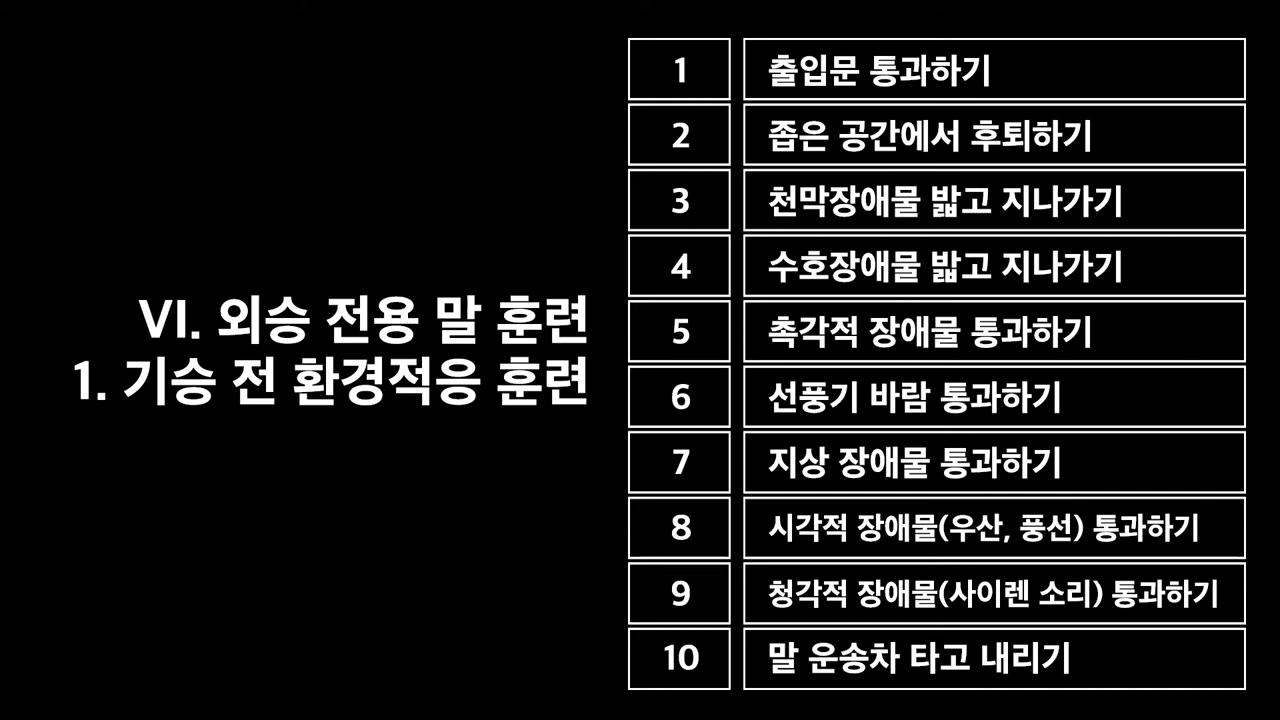 VI. 외승 전용 말 훈련
1. 기승 전 환경적응 훈련
1 출입문 통과하기
2 좁은 공간에서 후퇴하기
3 천막장애물 밟고 지나가기
4 수호장애물 밟고 지나가기
5 촉각적 장애물 통과하기
6 선풍기 바람 통과하기
7 지상 장애물 통과하기
8 시각적 장애물(우산, 풍선) 통과하기
9 청각적 장애물(사이렌 소리) 통과하기
10 말 운송차 타고 내리기